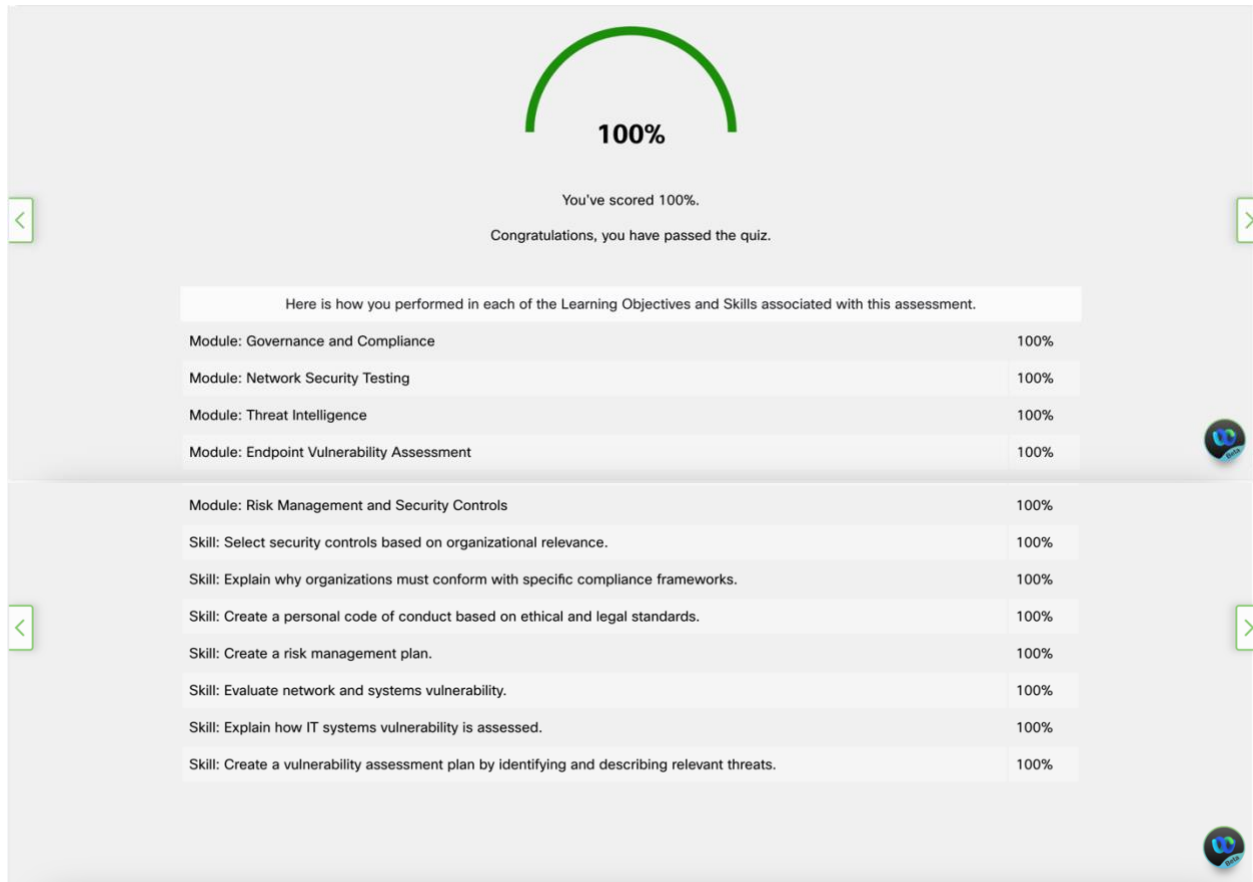 100%
You've scored 100%.
Congratulations, you have passed the quiz.
Here is how you performed in each of the Learning Objectives and Skills associated with this assessment.
Module: Governance and Compliance 100%
Module: Network Security Testing 100%
Module: Threat Intelligence 100%
Module: Endpoint Vulnerability Assessment 100%
Beta
Module: Risk Management and Security Controls 100%
Skill: Select security controls based on organizational relevance. 100%
Skill: Explain why organizations must conform with specific compliance frameworks. 100%
Skill: Create a personal code of conduct based on ethical and legal standards. 100%
Skill: Create a risk management plan. 100%
Skill: Evaluate network and systems vulnerability. 100%
Skill: Explain how IT systems vulnerability is assessed. 100%
Skill: Create a vulnerability assessment plan by identifying and describing relevant threats. 100%
Beta